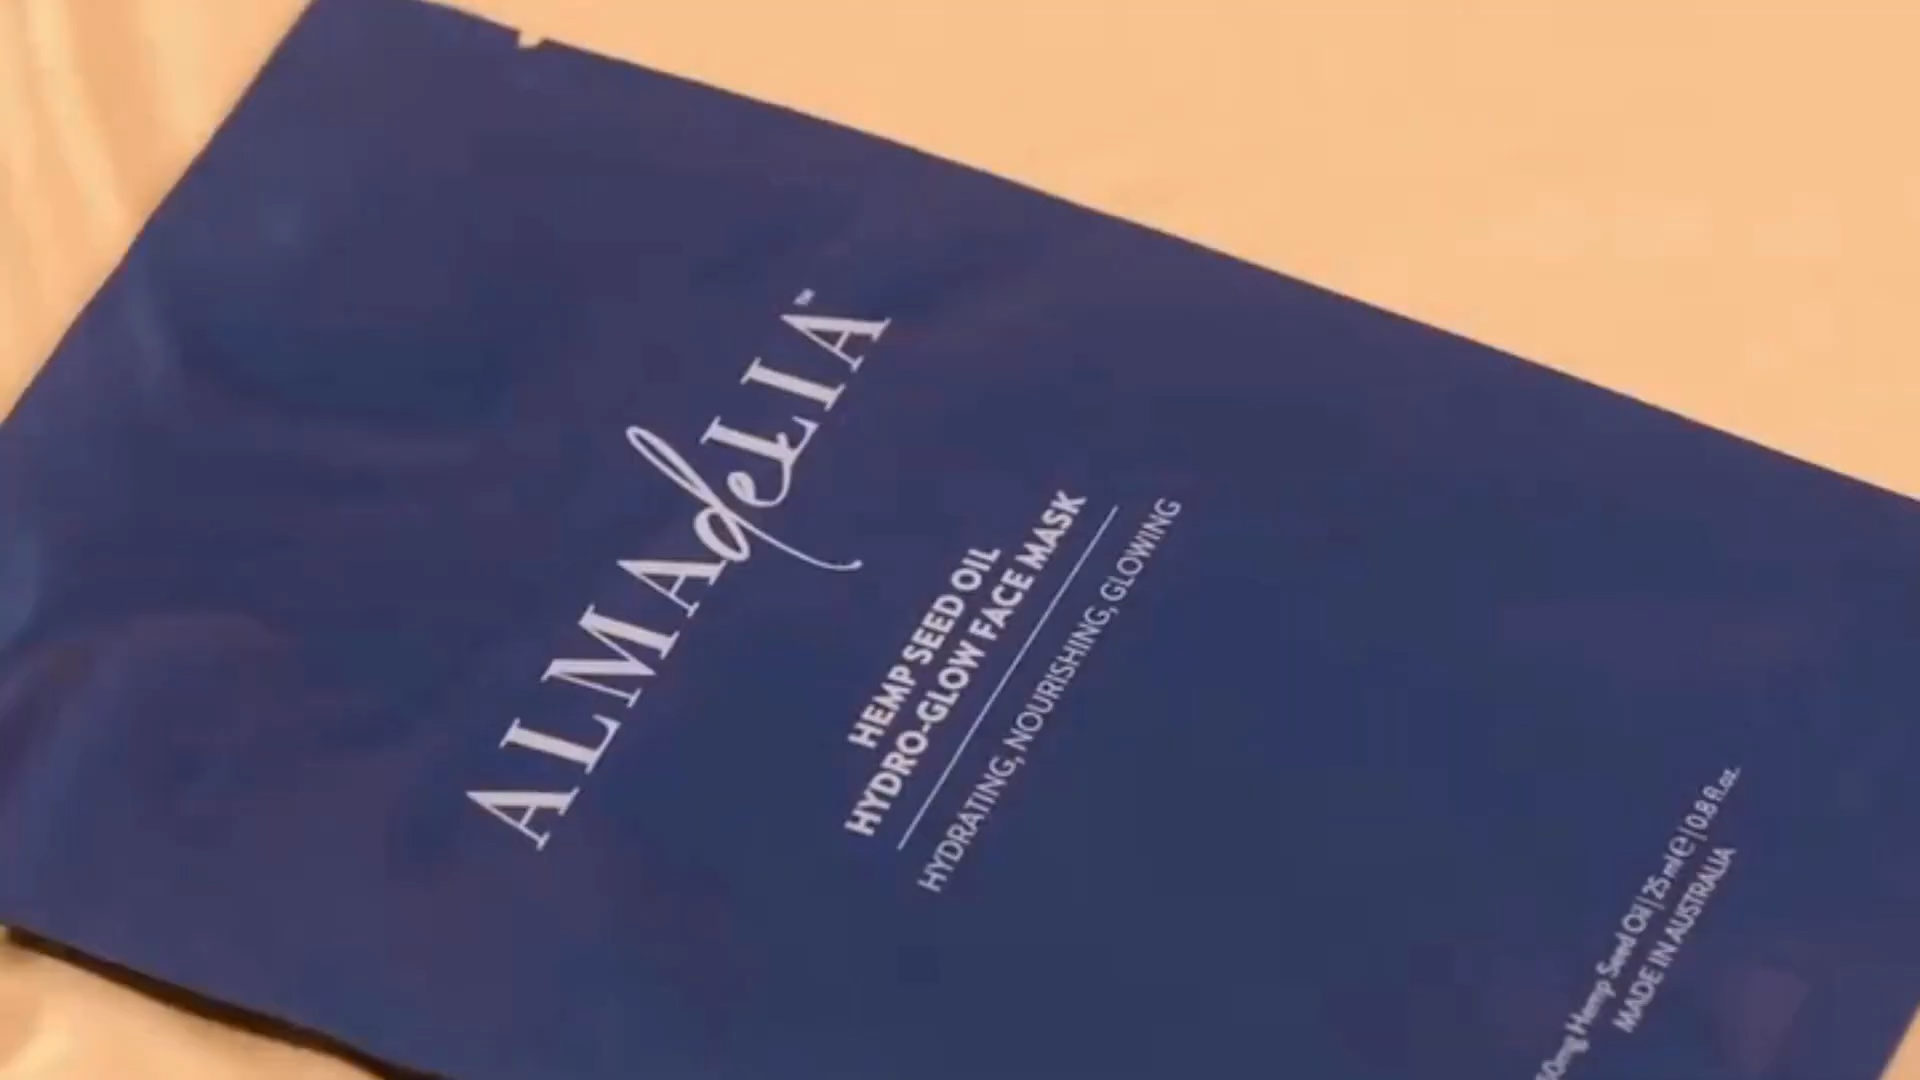 ALMAdeLIA™
HEMP SEED OIL
HYDRO-GLOW FACE MASK
HYDRATING, NOURISHING, GLOWING
Hemp Seed Oil | 25 ml e | 0.8 fl.oz.
MADE IN AUSTRALIA